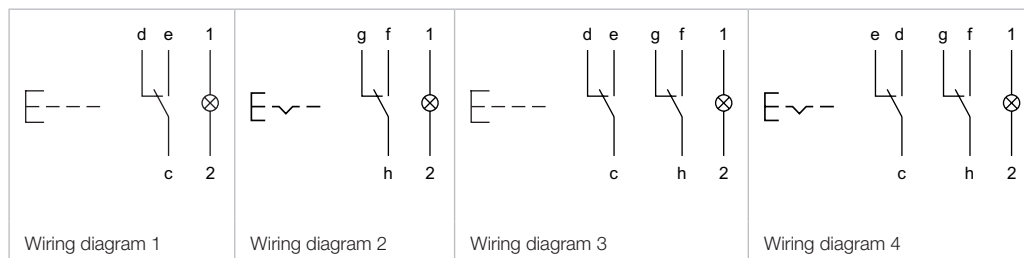 d e 1
c 2
Wiring diagram 1
g f 1
h 2
Wiring diagram 2
d e g f 1
c h 2
Wiring diagram 3
e d g f 1
c h 2
Wiring diagram 4